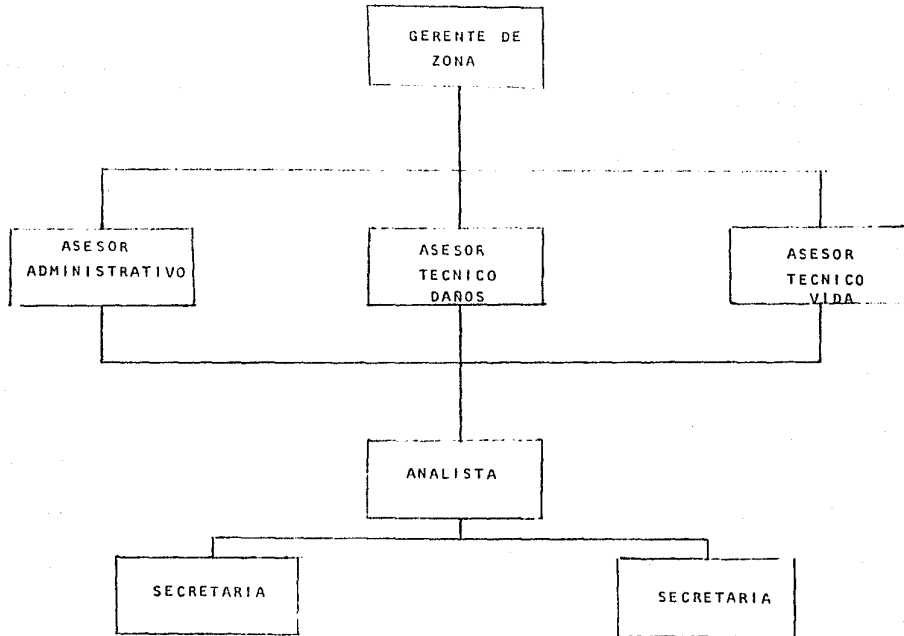 GERENTE DE
ZONA
ASESOR
ADMINISTRATIVO
ASESOR
TECNICO
DAÑOS
ASESOR
TECNICO
VIDA
ANALISTA
SECRETARIA
SECRETARIA